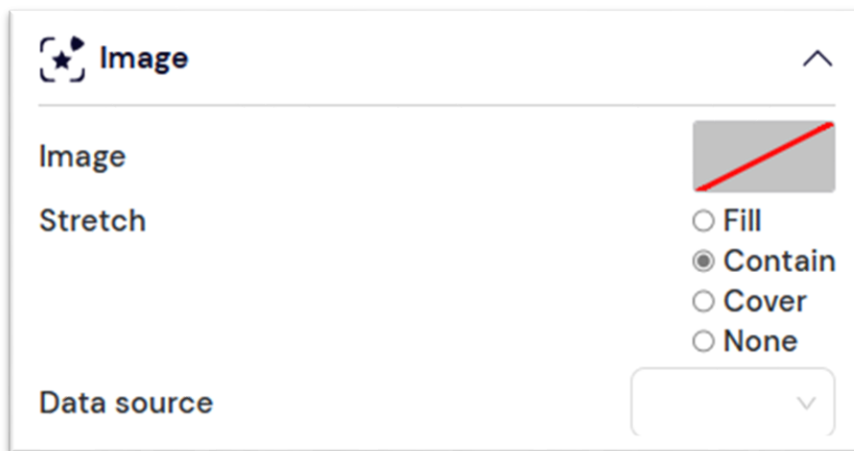 Image
Image
Stretch
Fill
Contain
Cover
None
Data source